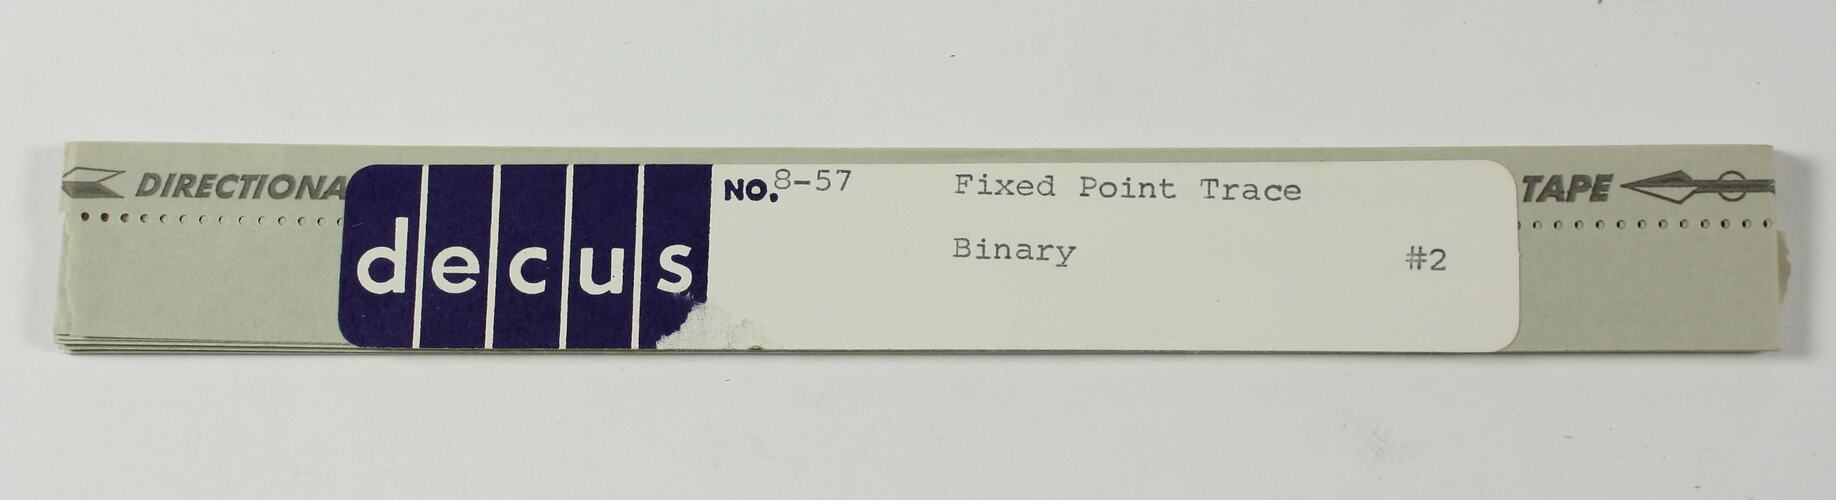 DIRECTIONA
decus
NO. 8-57 Fixed Point Trace
Binary #2
TAPE